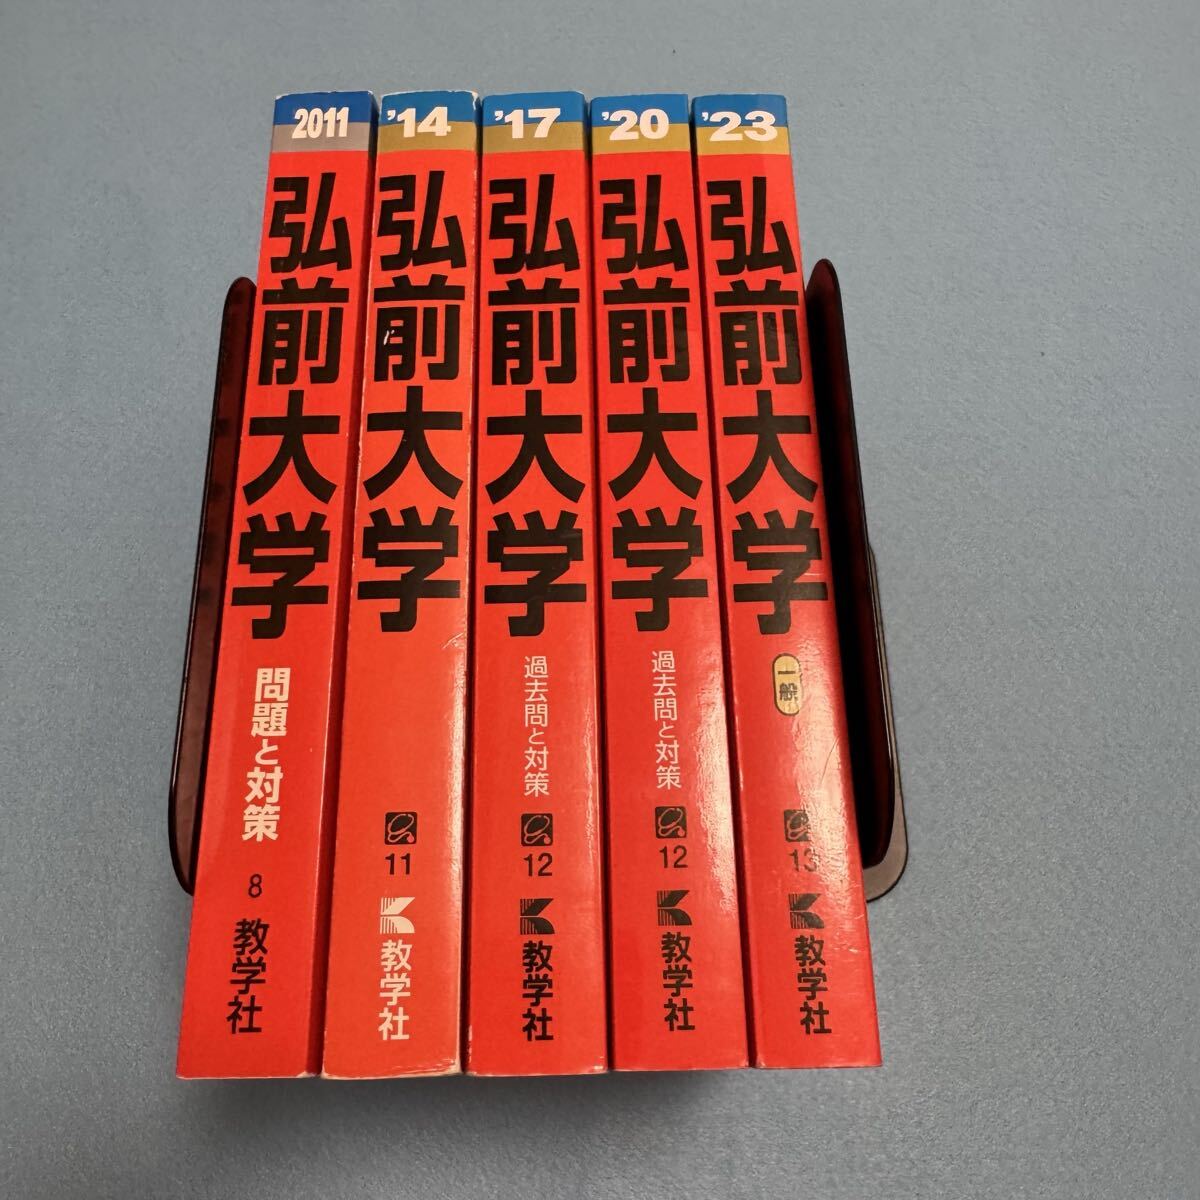 2011
弘前大学
問題と対策
8
教学社
'14
弘前大学
11
教学社
'17
弘前大学
過去問と対策
12
教学社
'20
弘前大学
過去問と対策
12
教学社
'23
弘前大学
一般
13
教学社